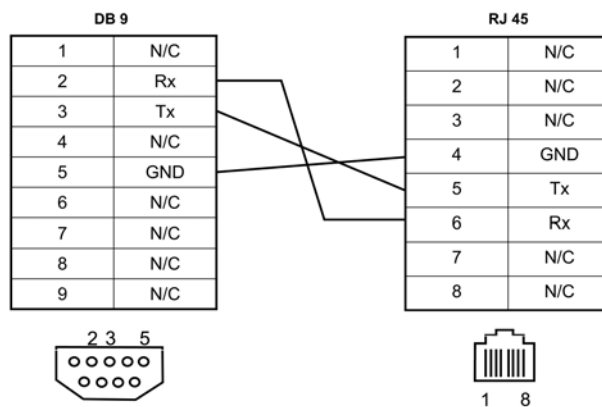 DB 9
1 N/C
2 Rx
3 Tx
4 N/C
5 GND
6 N/C
7 N/C
8 N/C
9 N/C
2 3 5
RJ 45
1 N/C
2 N/C
3 N/C
4 GND
5 Tx
6 Rx
7 N/C
8 N/C
1 8